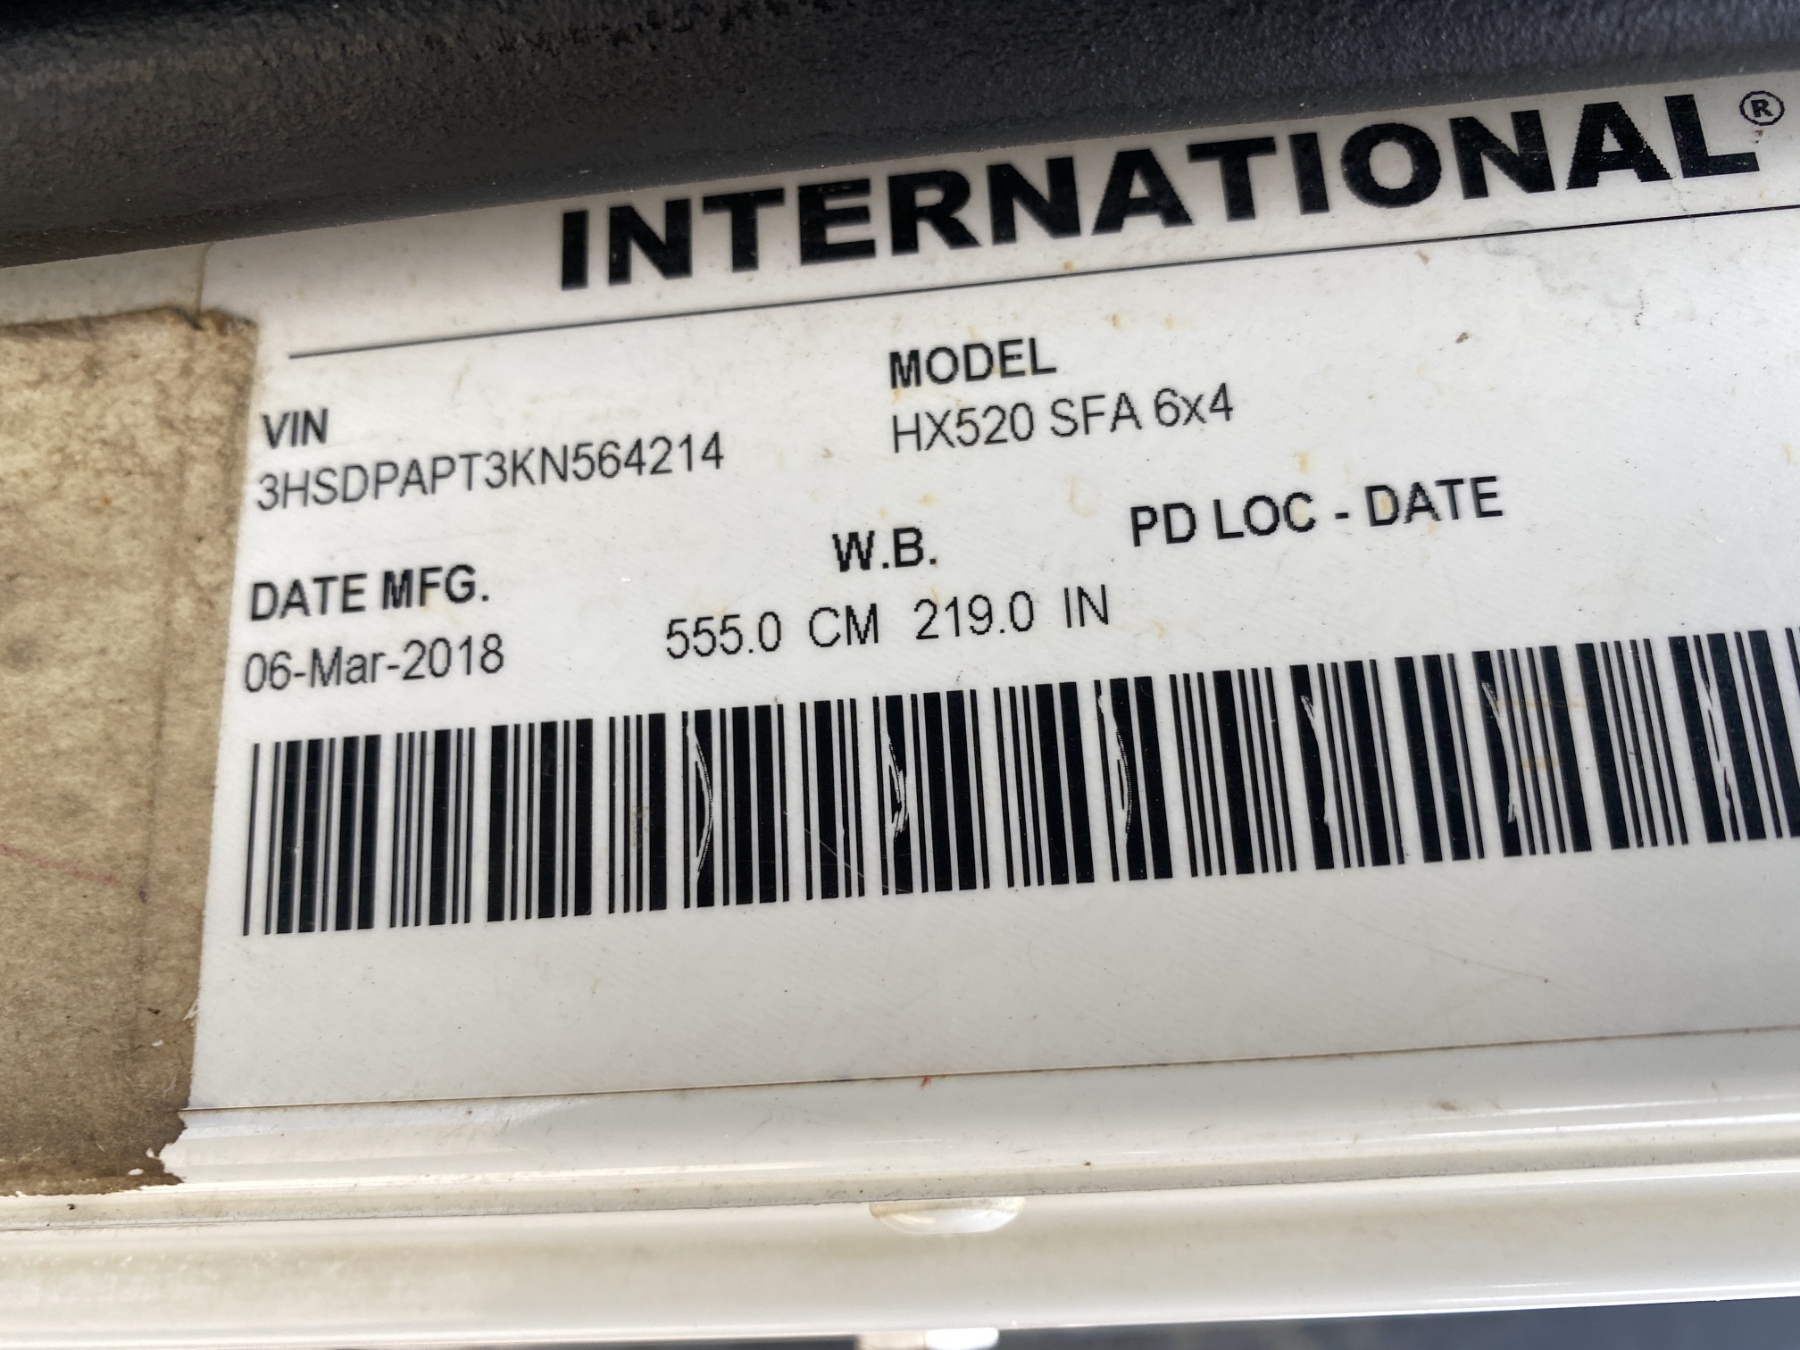 INTERNATIONAL®
VIN
3HSDPAPT3KN564214
MODEL
HX520 SFA 6x4
DATE MFG.
06-Mar-2018
W.B.
555.0 CM 219.0 IN
PD LOC - DATE